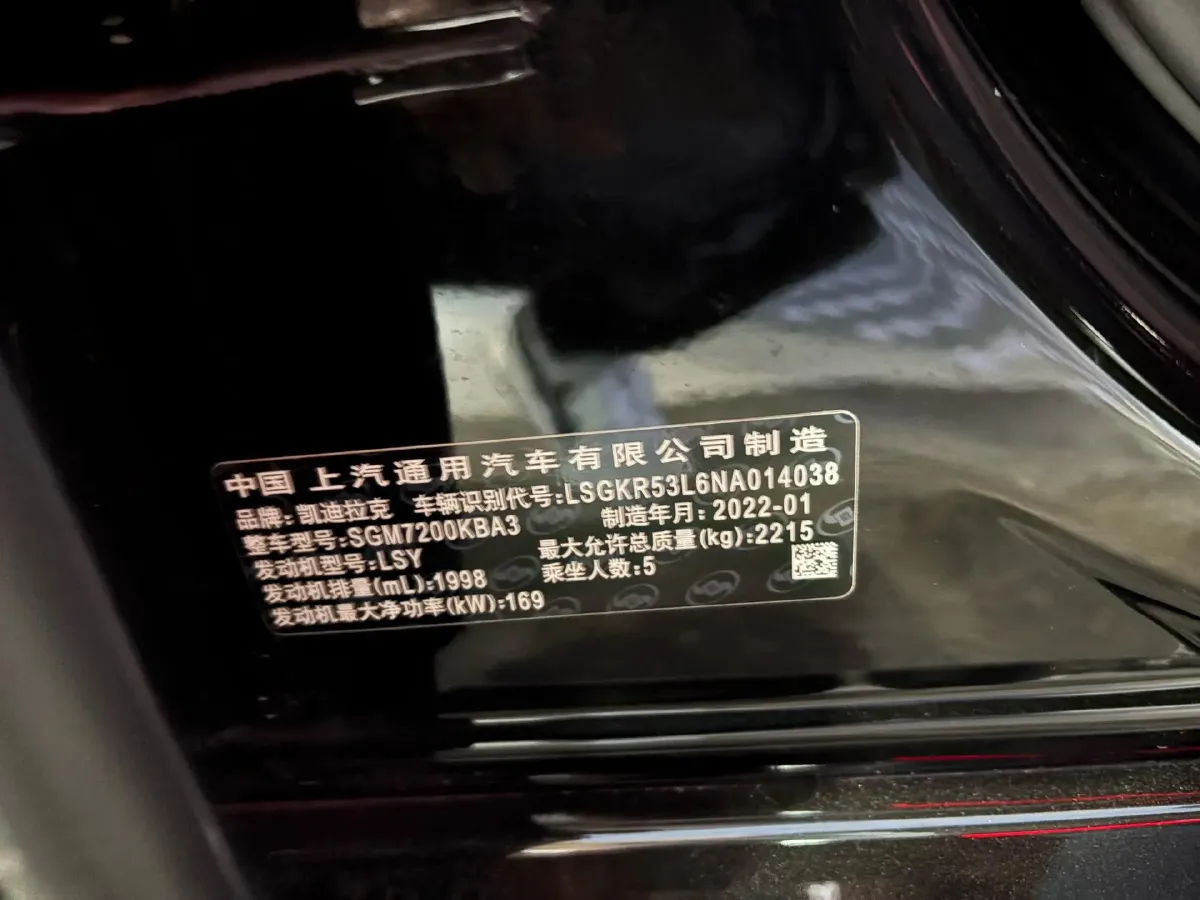 中国 上汽通用汽车有限公司制造
品牌:凯迪拉克 车辆识别代号:LSGKR53L6NA014038
整车型号:SGM7200KBA3 制造年月:2022-01
发动机型号:LSY 最大允许总质量(kg):2215
发动机排量(mL):1998 乘坐人数:5
发动机最大净功率(kW):169